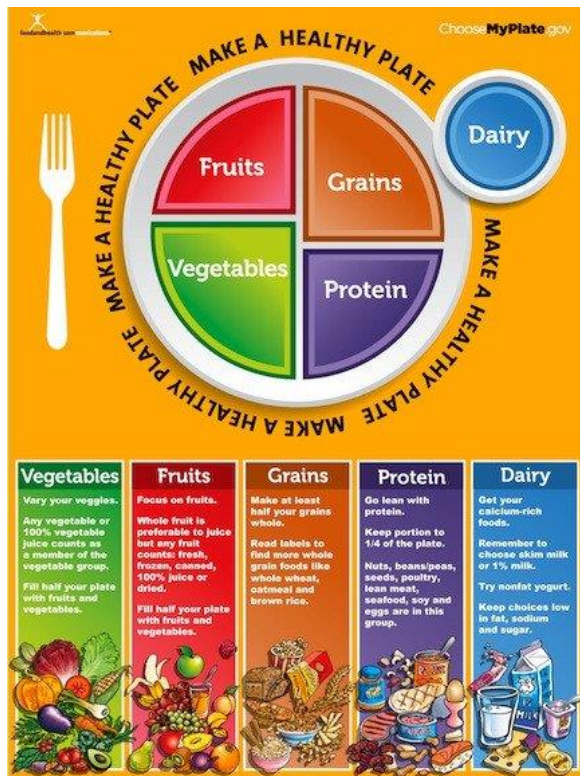 foodandhealth communications
ChooseMyPlate.gov
MAKE A HEALTHY PLATE
MAKE A HEALTHY PLATE
MAKE A HEALTHY PLATE
MAKE A HEALTHY PLATE
MAKE A HEALTHY PLATE
Dairy
Fruits
Grains
Vegetables
Protein
Vegetables
Vary your veggies.
Any vegetable or
100% vegetable
juice counts as
a member of the
vegetable group.
Fill half your plate
with fruits and
vegetables.
Fruits
Focus on fruits.
Whole fruit is
preferable to juice
but any fruit
counts: fresh,
frozen, canned,
100% juice or
dried.
Fill half your plate
with fruits and
vegetables.
Grains
Make at least
half your grains
whole.
Read labels to
find more whole
grain foods like
whole wheat,
oatmeal and
brown rice.
Protein
Go lean with
protein.
Keep portion to
1/4 of the plate.
Nuts, beans/peas,
seeds, poultry,
lean meat,
seafood, soy and
eggs are in this
group.
Dairy
Get your
calcium-rich
foods.
Remember to
choose skim milk
or 1% milk.
Try nonfat yogurt.
Keep choices low
in fat, sodium
and sugar.
MILK